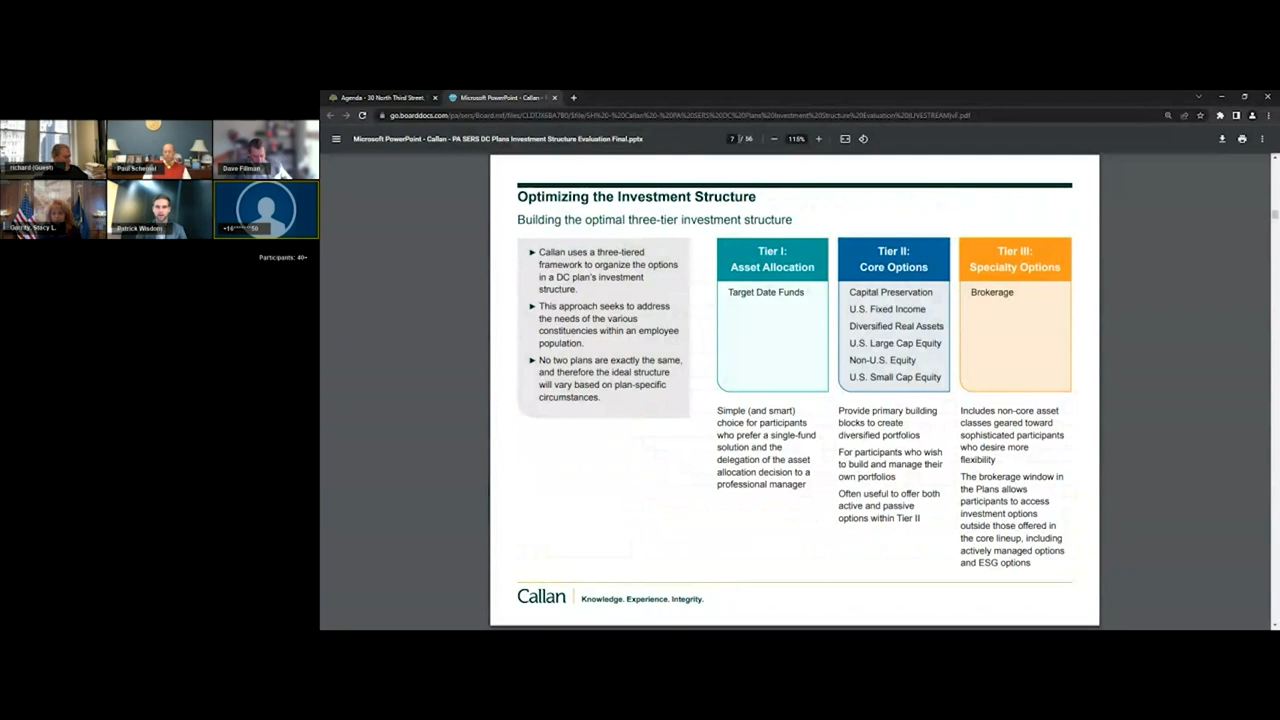 Agenda - 30 North Third Street,
Microsoft PowerPoint - Callan -
Microsoft PowerPoint - Callan - PA SERS DC Plans Investment Structure Evaluation Final.pptx
7 / 56
115%
richard (Guest)
Paul Schemel
Dave Fillman
Patrick Wisdom
Participants: 40+
Optimizing the Investment Structure
Building the optimal three-tier investment structure
► Callan uses a three-tiered
framework to organize the options
in a DC plan's investment
structure.
► This approach seeks to address
the needs of the various
constituencies within an employee
population.
► No two plans are exactly the same,
and therefore the ideal structure
will vary based on plan-specific
circumstances.
Tier I:
Asset Allocation
Target Date Funds
Simple (and smart)
choice for participants
who prefer a single-fund
solution and the
delegation of the asset
allocation decision to a
professional manager
Tier II:
Core Options
Capital Preservation
U.S. Fixed Income
Diversified Real Assets
U.S. Large Cap Equity
Non-U.S. Equity
U.S. Small Cap Equity
Provide primary building
blocks to create
diversified portfolios
For participants who wish
to build and manage their
own portfolios
Often useful to offer both
active and passive
options within Tier II
Tier III:
Specialty Options
Brokerage
Includes non-core asset
classes geared toward
sophisticated participants
who desire more
flexibility
The brokerage window in
the Plans allows
participants to access
investment options
outside those offered in
the core lineup, including
actively managed options
and ESG options
Callan
Knowledge. Experience. Integrity.